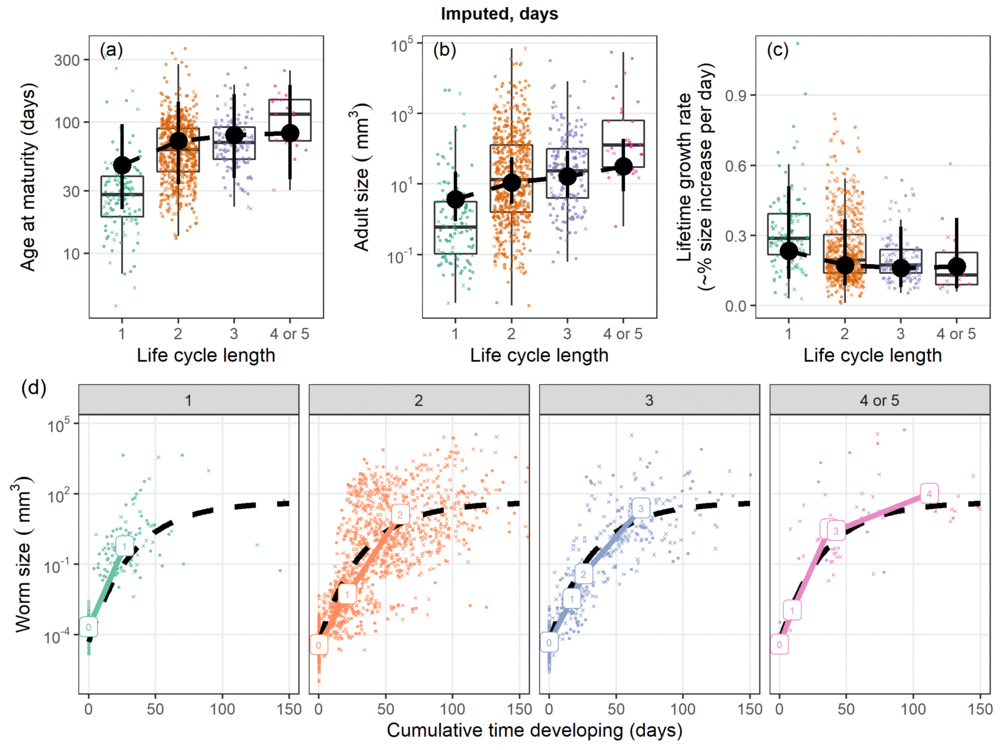 Imputed, days
(a)
300
100
30
10
Age at maturity (days)
1 2 3 4 or 5
Life cycle length
(b)
10^5
10^3
10^1
10^-1
Adult size ( mm^3)
1 2 3 4 or 5
Life cycle length
(c)
0.9
0.6
0.3
0.0
Lifetime growth rate
(~% size increase per day)
1 2 3 4 or 5
Life cycle length
(d)
1 2 3 4 or 5
10^5
10^2
10^-1
10^-4
Worm size ( mm^3)
0 1
0 1 2
0 1 2 3
0 1 3 4
0 50 100 150 0 50 100 150 0 50 100 150 0 50 100 150
Cumulative time developing (days)